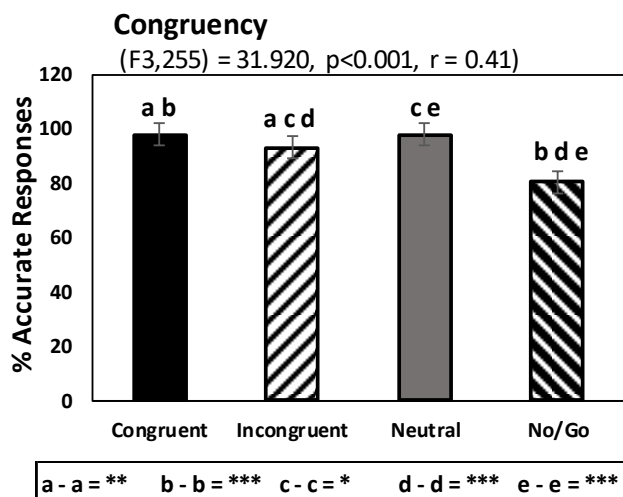 Congruency
(F3,255) = 31.920, p<0.001, r = 0.41)
120
100
80
60
40
20
0
% Accurate Responses
a b
a c d
c e
b d e
Congruent Incongruent Neutral No/Go
a - a = ** b - b = *** c - c = * d - d = *** e - e = ***